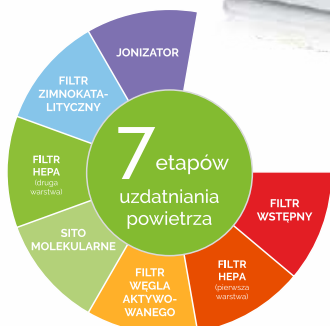 JONIZATOR
FILTR
ZIMNOKATA-
LITYCZNY
FILTR
HEPA
(druga
warstwa)
SITO
MOLEKULARNE
FILTR
WĘGLA
AKTYWO-
WANEGO
FILTR
HEPA
(pierwsza
warstwa)
FILTR
WSTĘPNY
7 etapów
uzdatniania
powietrza